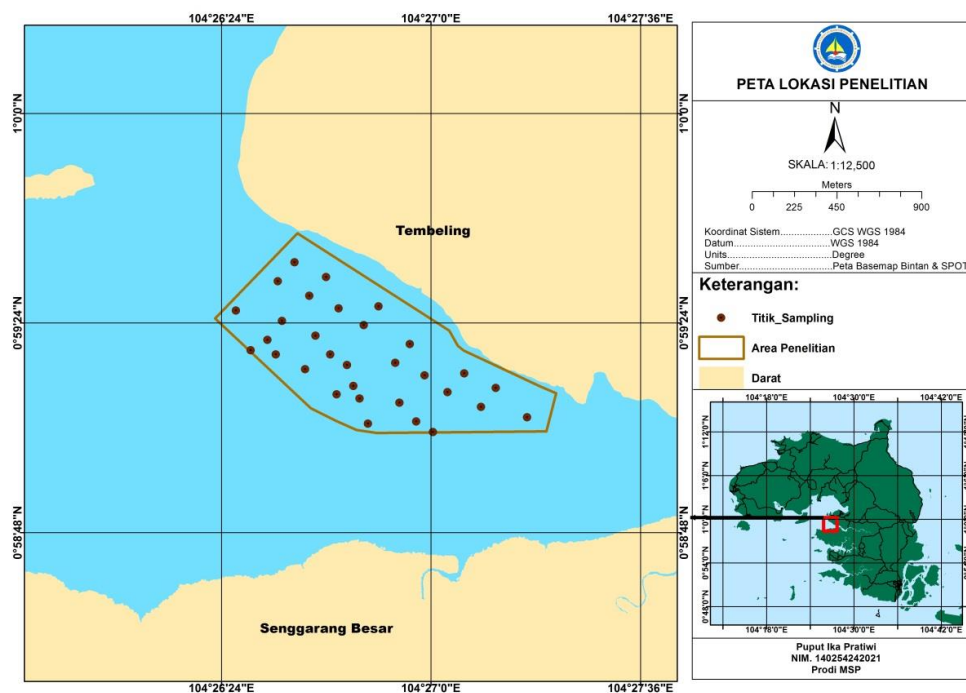 104°26'24"E 104°27'0"E 104°27'36"E
1°0'0"N
0°59'24"N
0°58'48"N
Tembeling
Senggarang Besar
1°0'0"N
0°59'24"N
0°58'48"N
104°26'24"E 104°27'0"E 104°27'36"E
PETA LOKASI PENELITIAN
N
SKALA: 1:12,500
Meters
0 225 450 900
Koordinat Sistem..................GCS WGS 1984
Datum..................................WGS 1984
Units.....................................Degree
Sumber................................Peta Basemap Bintan & SPOT
Keterangan:
Titik_Sampling
Area Penelitian
Darat
104°18'0"E 104°30'0"E 104°42'0"E
1°12'0"N
1°6'0"N
1°0'0"N
0°54'0"N
0°48'0"N
104°18'0"E 104°30'0"E 104°42'0"E
Puput Ika Pratiwi
NIM. 140254242021
Prodi MSP